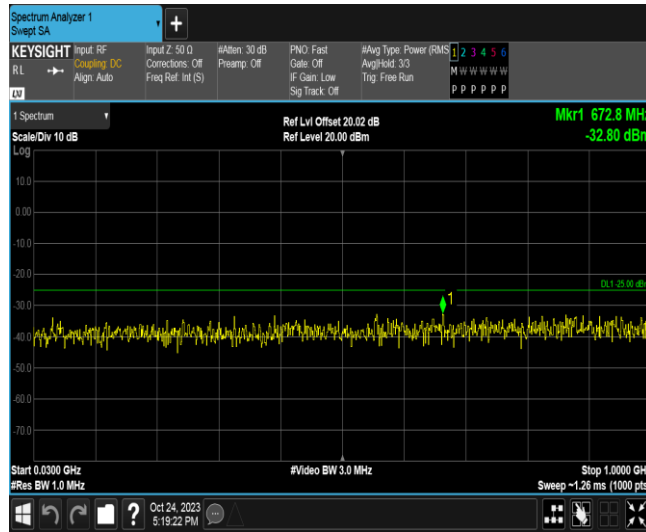 Spectrum Analyzer 1
Swept SA
+
KEYSIGHT
RL
LXI
Input: RF
Coupling: DC
Align: Auto
Input Z: 50 Ω
Corrections: Off
Freq Ref: Int (S)
#Atten: 30 dB
Preamp: Off
PNO: Fast
Gate: Off
IF Gain: Low
Sig Track: Off
#Avg Type: Power (RMS
Avg|Hold: 3/3
Trig: Free Run
1 2 3 4 5 6
M W W W W W
P P P P P P
1 Spectrum
Scale/Div 10 dB
Log
Ref Lvl Offset 20.02 dB
Ref Level 20.00 dBm
Mkr1 672.8 MHz
-32.80 dBm
10.0
0.00
-10.0
-20.0
DL1 -25.00 dBm
1
-30.0
-40.0
-50.0
-60.0
-70.0
Start 0.0300 GHz
#Res BW 1.0 MHz
#Video BW 3.0 MHz
Stop 1.0000 GHz
Sweep ~1.26 ms (1000 pts)
?
Oct 24, 2023
5:19:22 PM